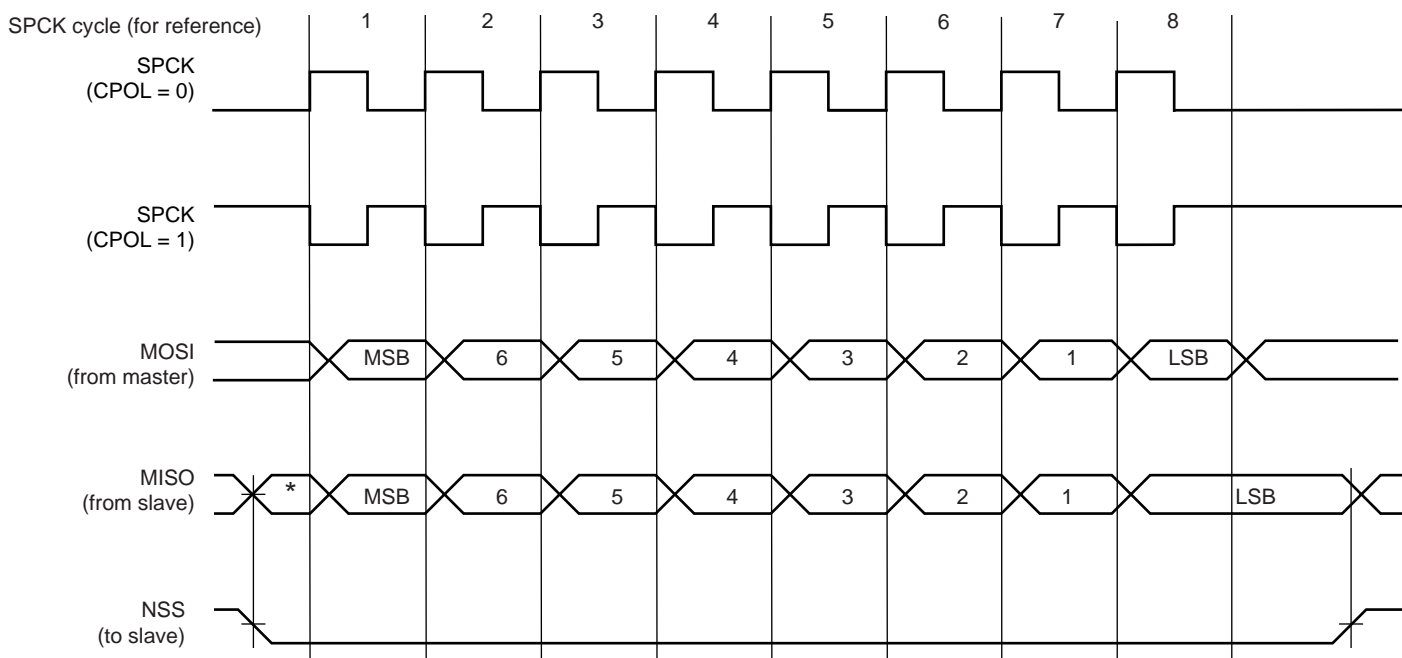 SPCK cycle (for reference) 1 2 3 4 5 6 7 8
SPCK
(CPOL = 0)
SPCK
(CPOL = 1)
MOSI
(from master)
MSB 6 5 4 3 2 1 LSB
MISO
(from slave)
* MSB 6 5 4 3 2 1 LSB
NSS
(to slave)